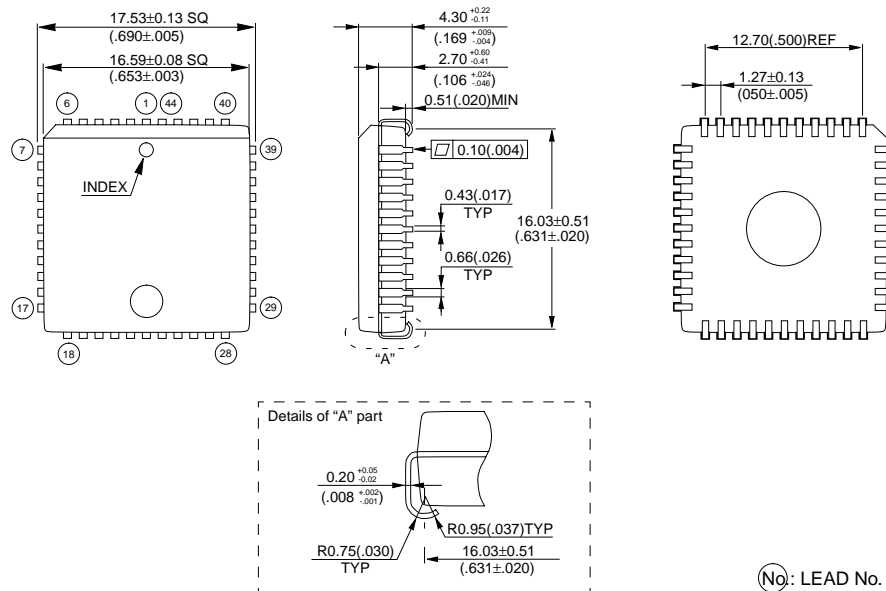 17.53±0.13 SQ
(.690±.005)
16.59±0.08 SQ
(.653±.003)
6
1
44
40
7
39
INDEX
17
29
18
28
4.30 +0.22 -0.11
(.169 +.009 -.004)
2.70 +0.60 -0.41
(.106 +.024 -.046)
0.51(.020)MIN
0.10(.004)
0.43(.017)
TYP
0.66(.026)
TYP
16.03±0.51
(.631±.020)
"A"
12.70(.500)REF
1.27±0.13
(050±.005)
Details of "A" part
0.20 +0.05 -0.02
(.008 +.002 -.001)
R0.95(.037)TYP
R0.75(.030)
TYP
16.03±0.51
(.631±.020)
No.: LEAD No.